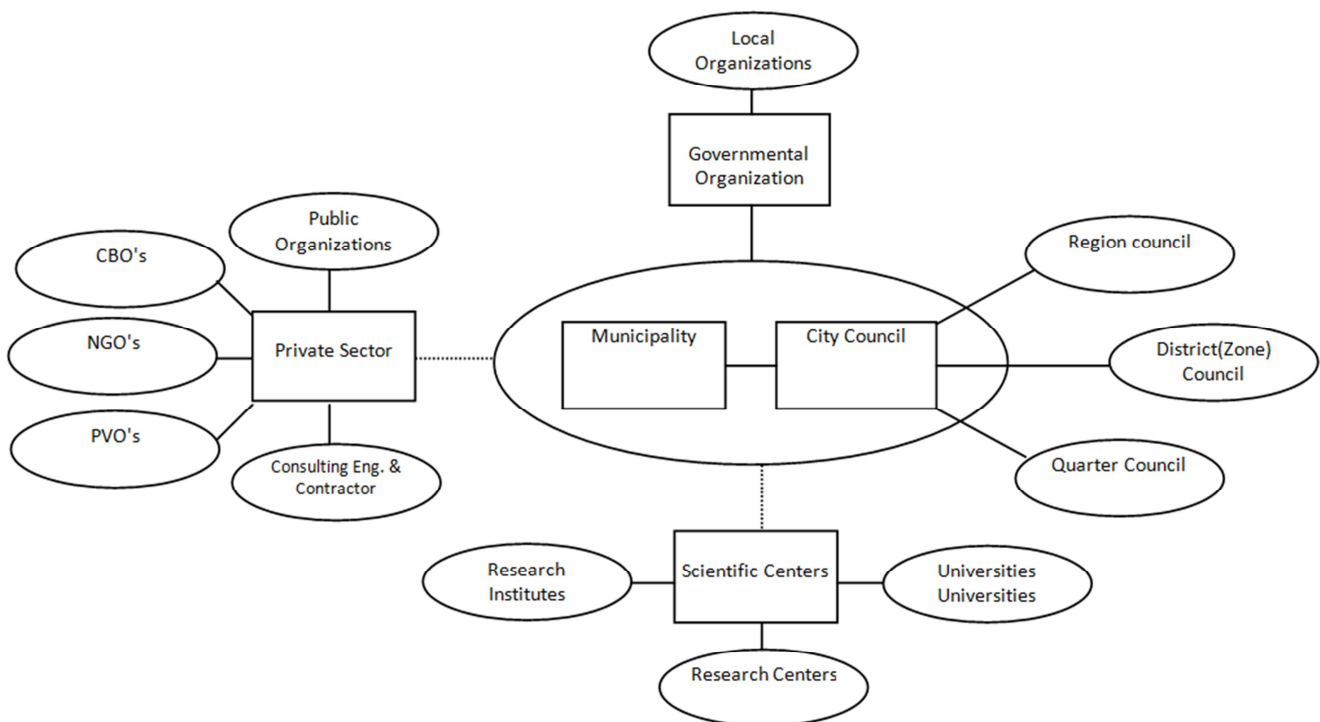 Local
Organizations
Governmental
Organization
Public
Organizations
CBO's
NGO's
PVO's
Private Sector
Consulting Eng. &
Contractor
Municipality
City Council
Region council
District(Zone)
Council
Quarter Council
Research
Institutes
Scientific Centers
Universities
Universities
Research Centers